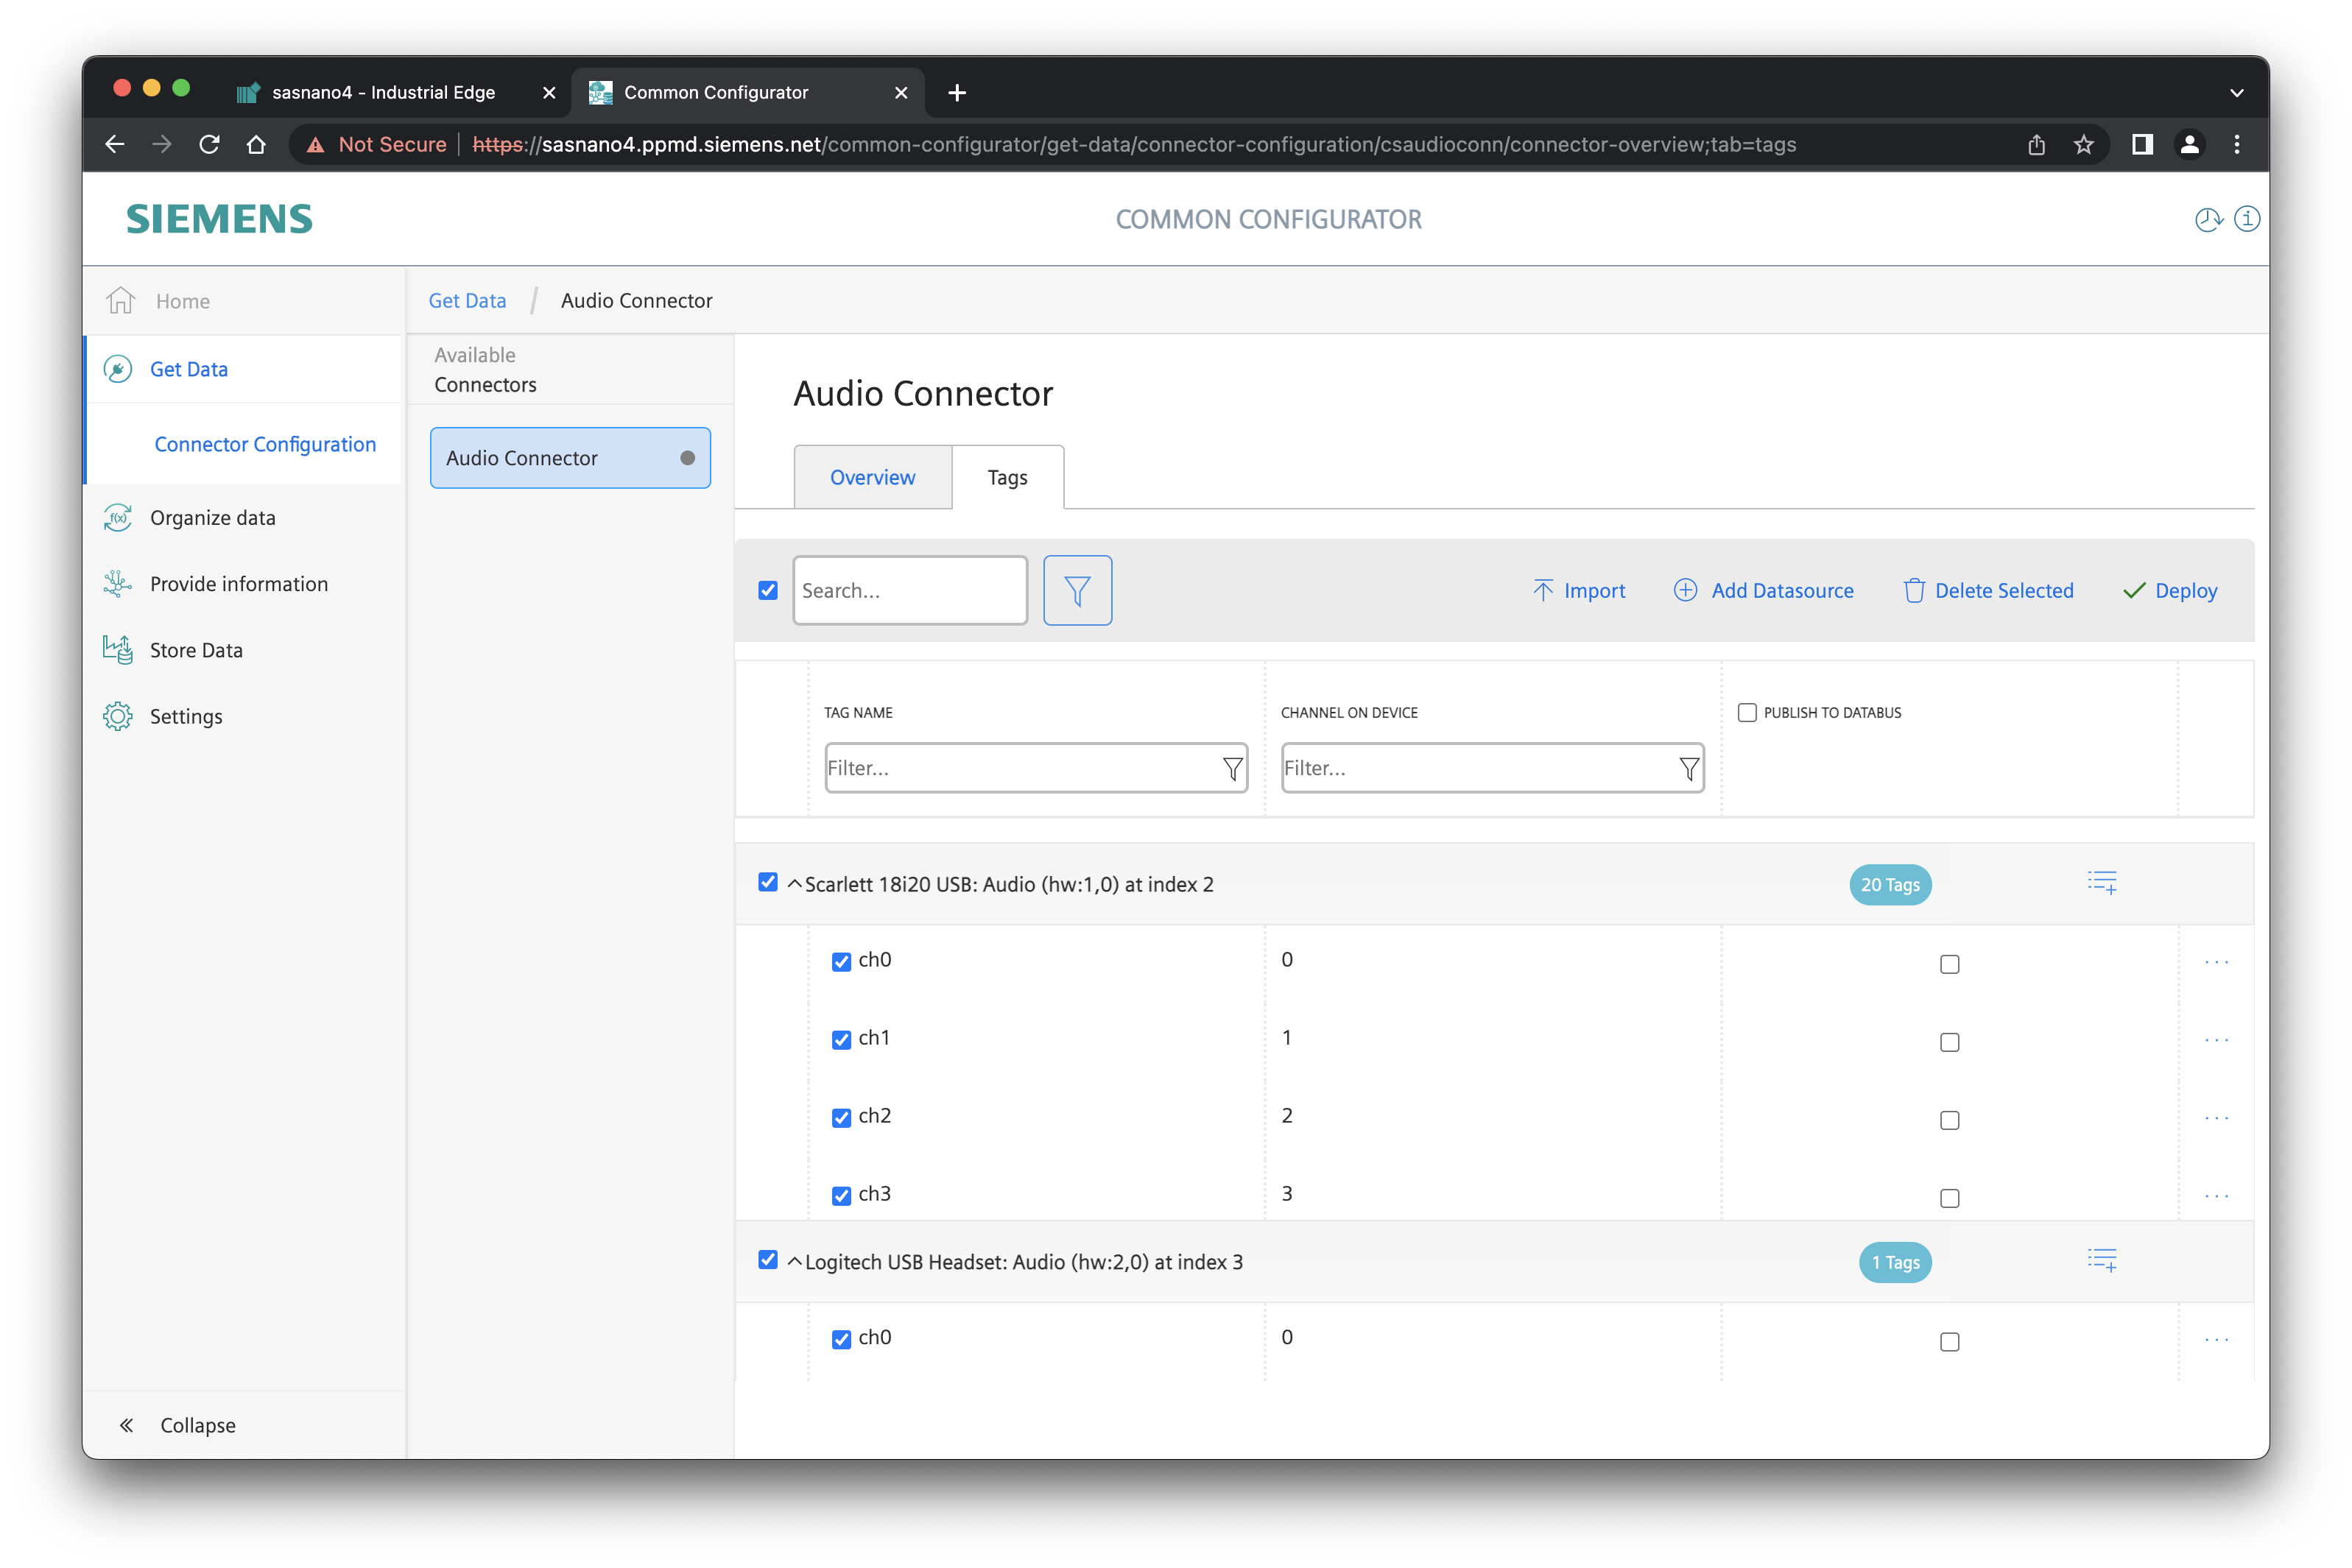 sasnano4 - Industrial Edge
Common Configurator
Not Secure
https://sasnano4.ppmd.siemens.net/common-configurator/get-data/connector-configuration/csaudioconn/connector-overview;tab=tags
SIEMENS
COMMON CONFIGURATOR
Home
Get Data
Connector Configuration
f(x)
Organize data
Provide information
Store Data
Settings
Collapse
Get Data / Audio Connector
Available
Connectors
Audio Connector
Audio Connector
Overview
Tags
Search...
Import
Add Datasource
Delete Selected
Deploy
TAG NAME
CHANNEL ON DEVICE
PUBLISH TO DATABUS
Filter...
Filter...
Scarlett 18i20 USB: Audio (hw:1,0) at index 2
20 Tags
ch0 0 ...
ch1 1 ...
ch2 2 ...
ch3 3 ...
Logitech USB Headset: Audio (hw:2,0) at index 3
1 Tags
ch0 0 ...